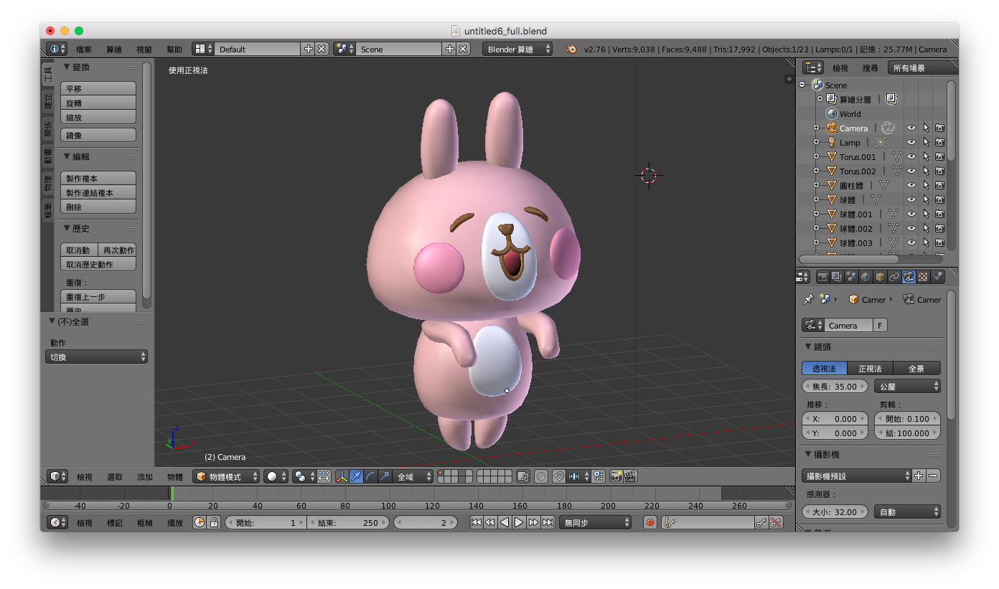 untitled6_full.blend
檔案 算繪 視窗 幫助 Default Scene Blender 算繪 v2.76 | Verts:9,038 | Faces:9,488 | Tris:17,992 | Objects:1/23 | Lamps:0/1 | 記憶：25.77M | Camera
工具
建立
關係
動畫
物理
變換
平移
旋轉
縮放
鏡像
編輯
製作複本
製作連結複本
刪除
歷史
取消動 再次動作
取消歷史動作
重復：
重復上一步
歷史
(不)全選
動作
切換
使用正視法
z
y
x
(2) Camera
檢視 選取 添加 物體 物體模式 全域
-40 -20 0 20 40 60 80 100 120 140 160 180 200 220 240 260
檢視 標記 框幀 播放 開始: 1 結束: 250 2 無同步
檢視 搜尋 所有場景
Scene
算繪分層
World
Camera
Lamp
Torus.001
Torus.002
圓柱體
球體
球體.001
球體.002
球體.003
Camer Camer
Camera F
鏡頭
透視法 正視法 全景
焦長: 35.00 公釐
推移： 剪輯：
X: 0.000 開始: 0.100
Y: 0.000 結:100.000
攝影機
攝影機預設
感測器：
大小: 32.00 自動